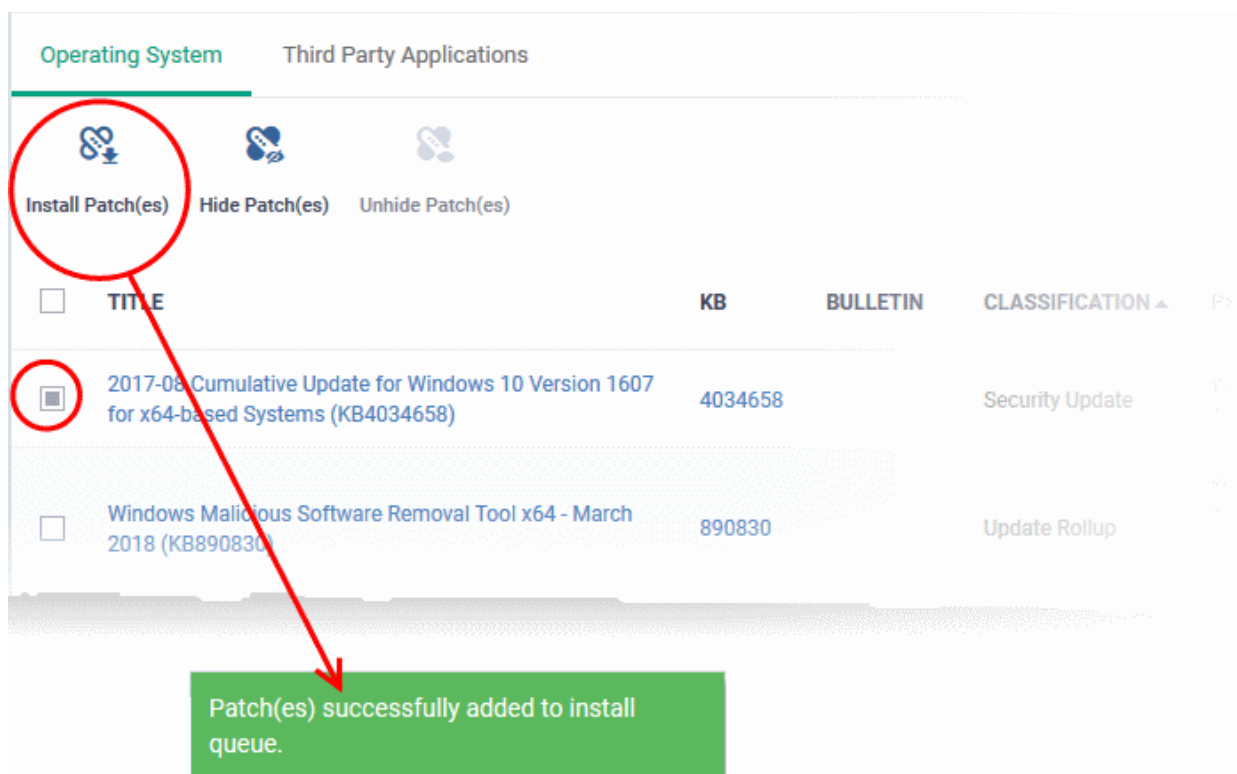 Operating System Third Party Applications
Install Patch(es) Hide Patch(es) Unhide Patch(es)
TITLE KB BULLETIN CLASSIFICATION
2017-08 Cumulative Update for Windows 10 Version 1607
for x64-based Systems (KB4034658) 4034658 Security Update
Windows Malicious Software Removal Tool x64 - March
2018 (KB890830) 890830 Update Rollup
Patch(es) successfully added to install
queue.